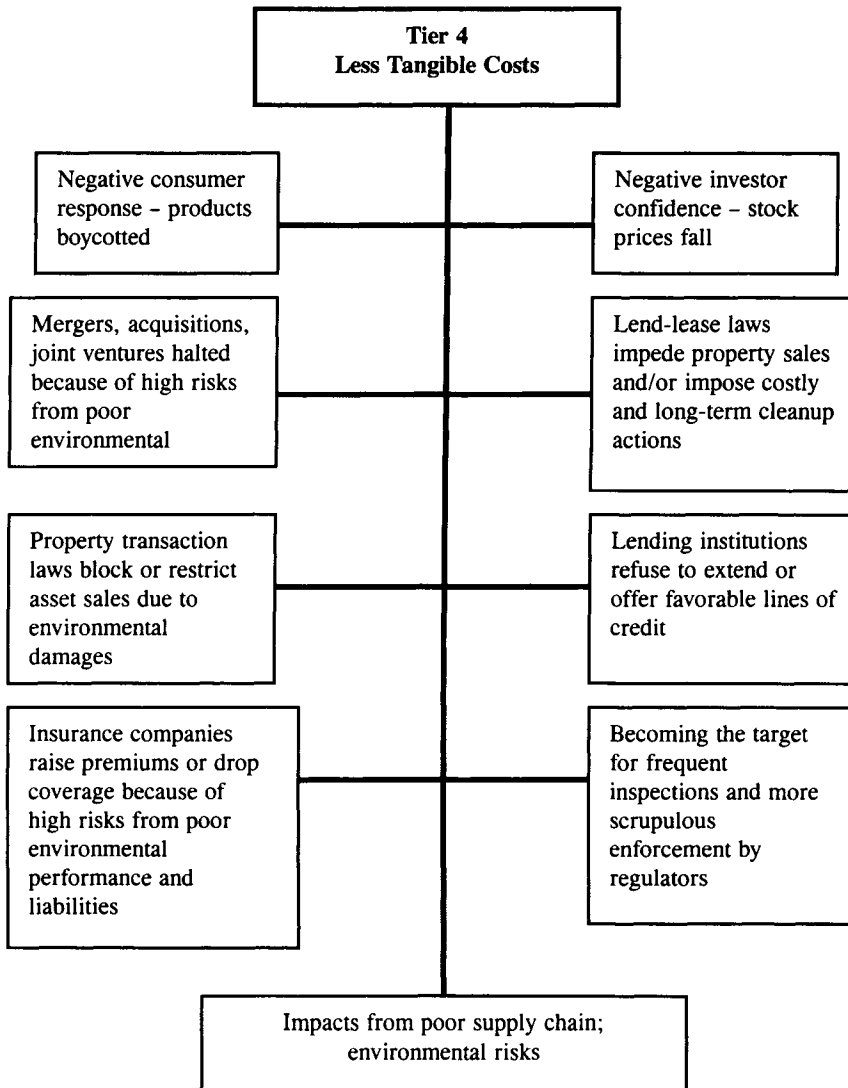 Tier 4
Less Tangible Costs
Negative consumer
response – products
boycotted
Negative investor
confidence – stock
prices fall
Mergers, acquisitions,
joint ventures halted
because of high risks
from poor
environmental
Lend-lease laws
impede property sales
and/or impose costly
and long-term cleanup
actions
Property transaction
laws block or restrict
asset sales due to
environmental
damages
Lending institutions
refuse to extend or
offer favorable lines of
credit
Insurance companies
raise premiums or drop
coverage because of
high risks from poor
environmental
performance and
liabilities
Becoming the target
for frequent
inspections and more
scrupulous
enforcement by
regulators
Impacts from poor supply chain;
environmental risks